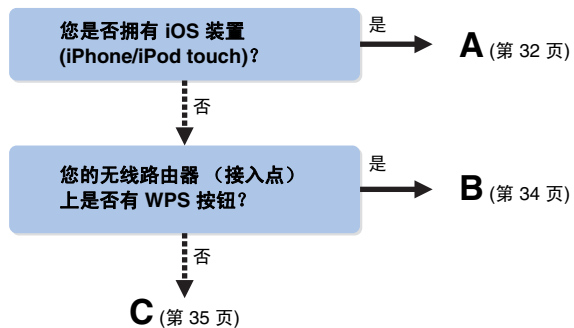 您是否拥有 iOS 装置
(iPhone/iPod touch)?
是
A (第 32 页)
否
您的无线路由器 （接入点）
上是否有 WPS 按钮?
是
B (第 34 页)
否
C (第 35 页)